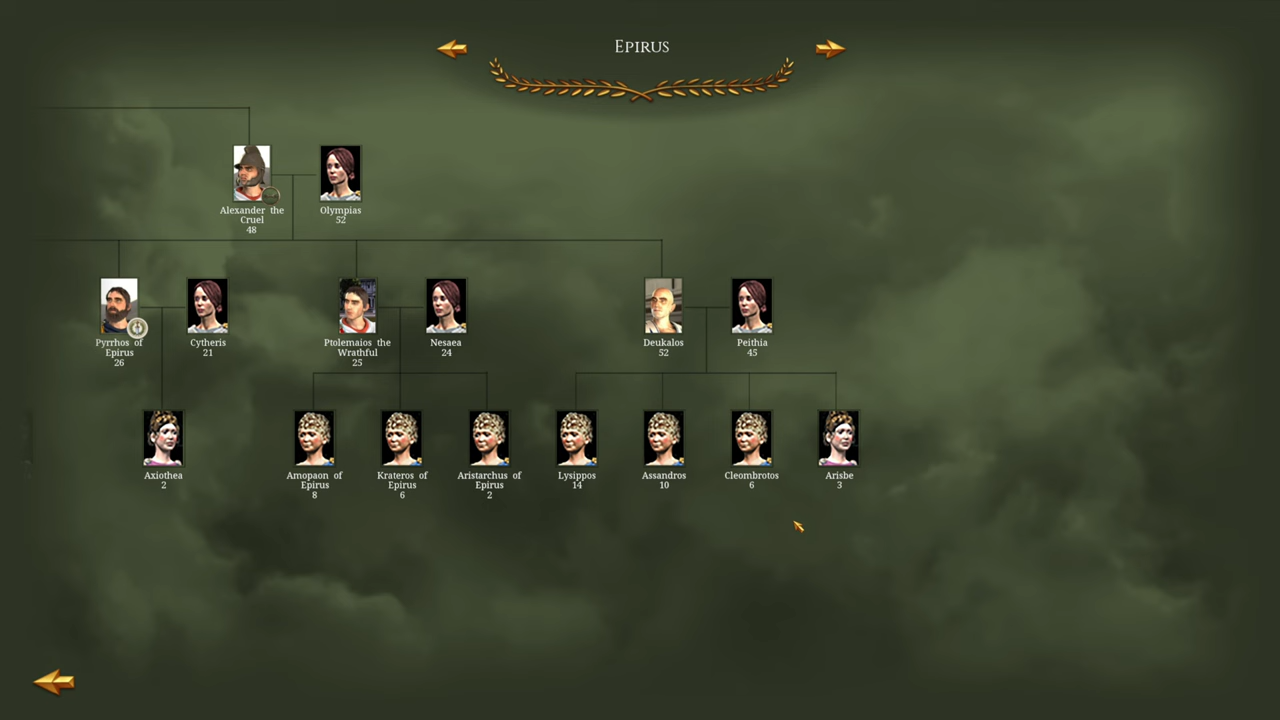 EPIRUS
Alexander the
Cruel
48
Olympias
52
Pyrrhos of
Epirus
26
Cytheris
21
Ptolemaios the
Wrathful
25
Nesaea
24
Deukalos
52
Peithia
45
Axiothea
2
Amopaon of
Epirus
8
Krateros of
Epirus
6
Aristarchus of
Epirus
2
Lysippos
14
Assandros
10
Cleombrotos
6
Arisbe
3